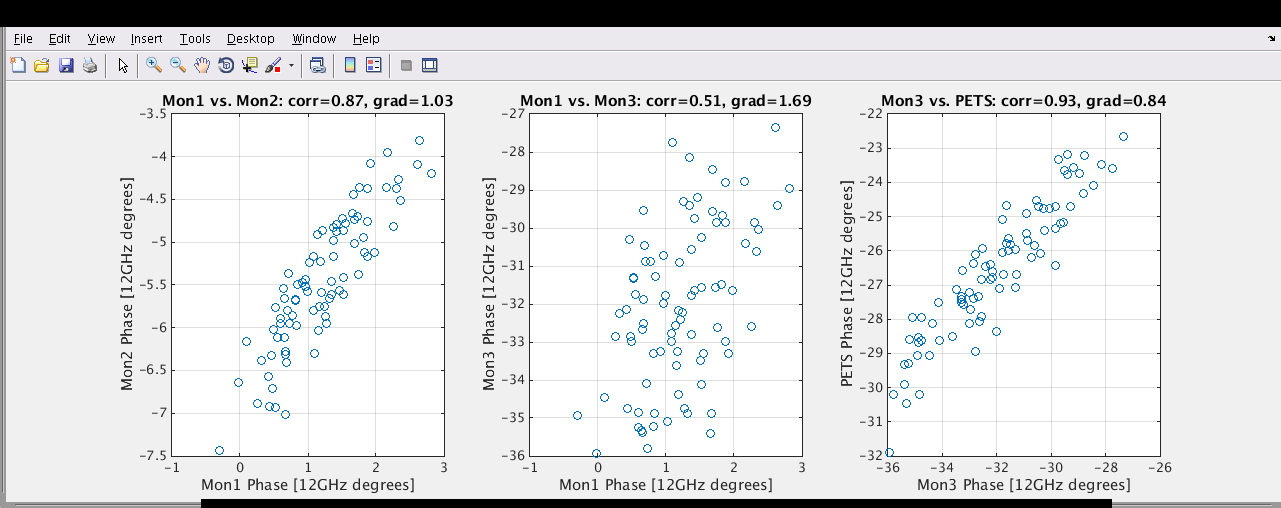 File Edit View Insert Tools Desktop Window Help
Mon1 vs. Mon2: corr=0.87, grad=1.03
-3.5
-4
-4.5
-5
-5.5
-6
-6.5
-7
-7.5
Mon2 Phase [12GHz degrees]
-1 0 1 2 3
Mon1 Phase [12GHz degrees]
Mon1 vs. Mon3: corr=0.51, grad=1.69
-27
-28
-29
-30
-31
-32
-33
-34
-35
-36
Mon3 Phase [12GHz degrees]
-1 0 1 2 3
Mon1 Phase [12GHz degrees]
Mon3 vs. PETS: corr=0.93, grad=0.84
-22
-23
-24
-25
-26
-27
-28
-29
-30
-31
-32
PETS Phase [12GHz degrees]
-36 -34 -32 -30 -28 -26
Mon3 Phase [12GHz degrees]